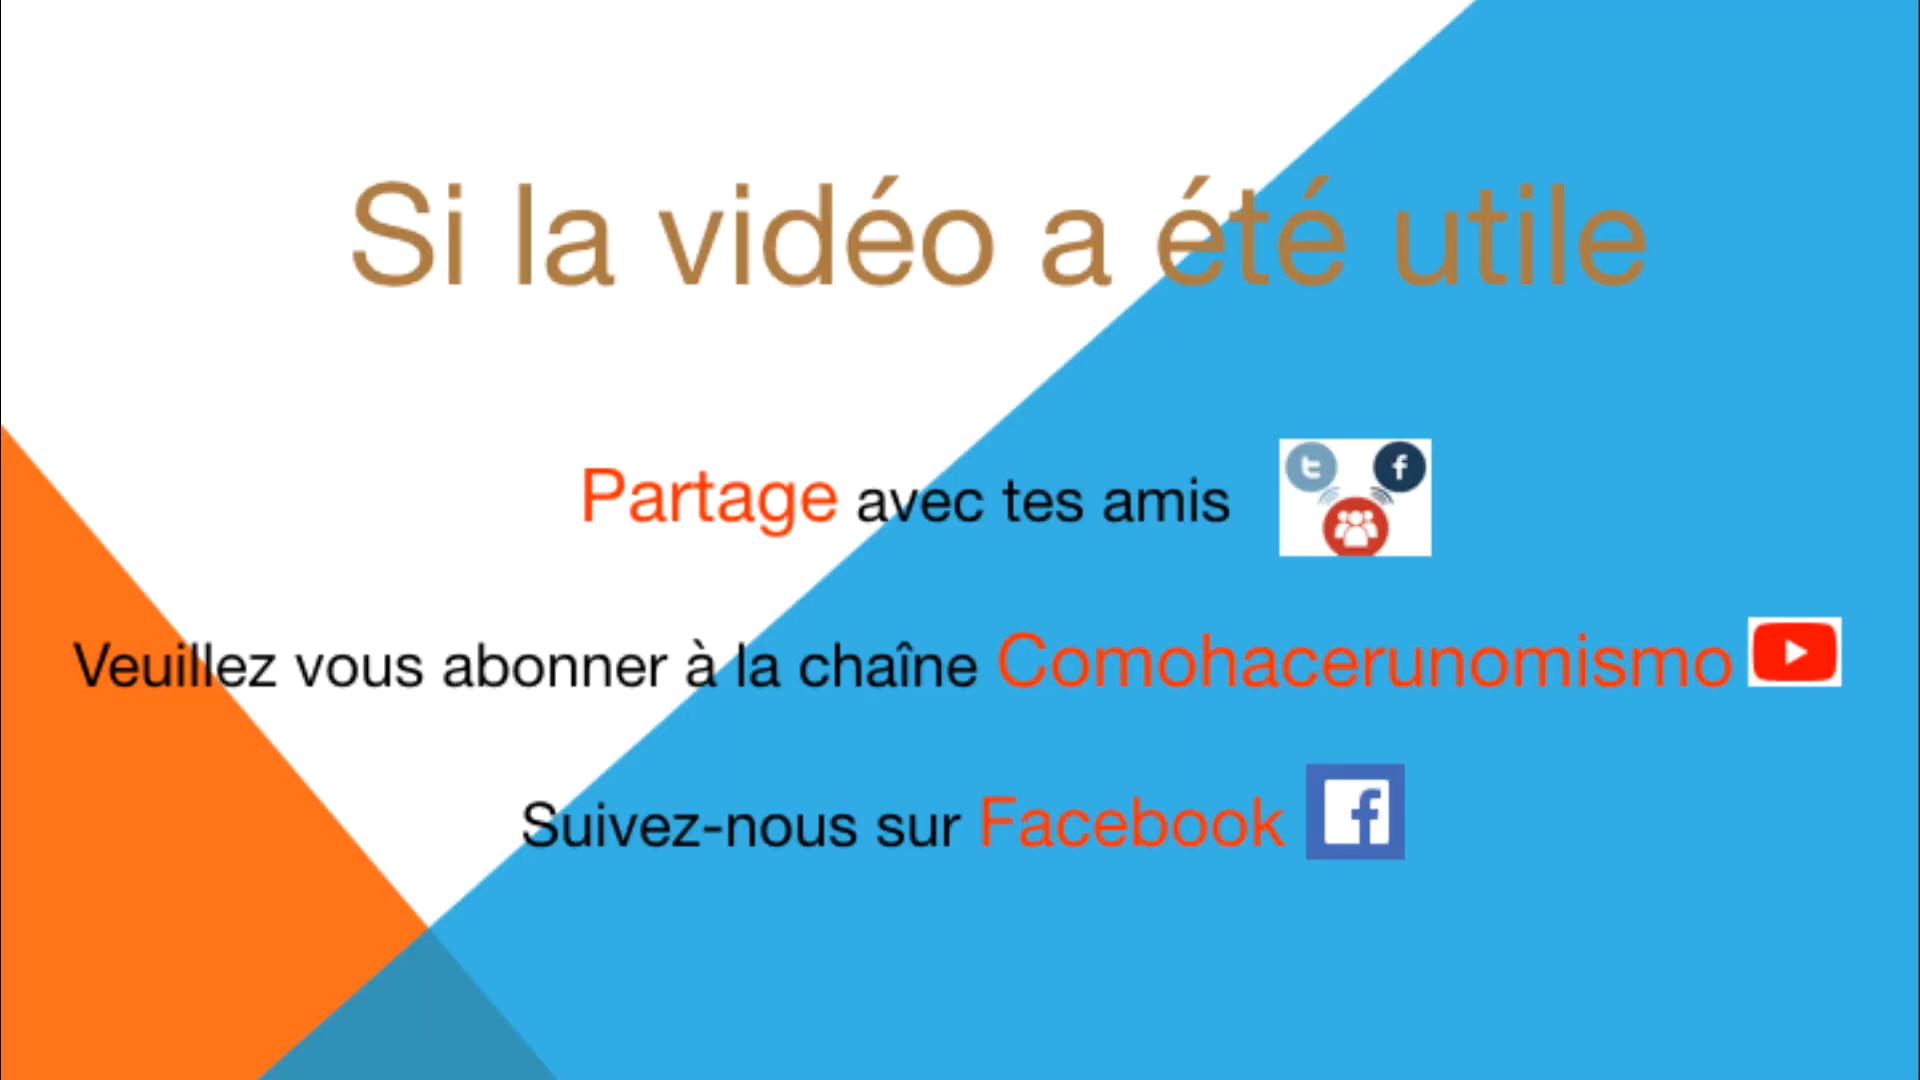 Si la vidéo a été utile
Partage avec tes amis
Veuillez vous abonner à la chaîne Comohacerunomismo
Suivez-nous sur Facebook